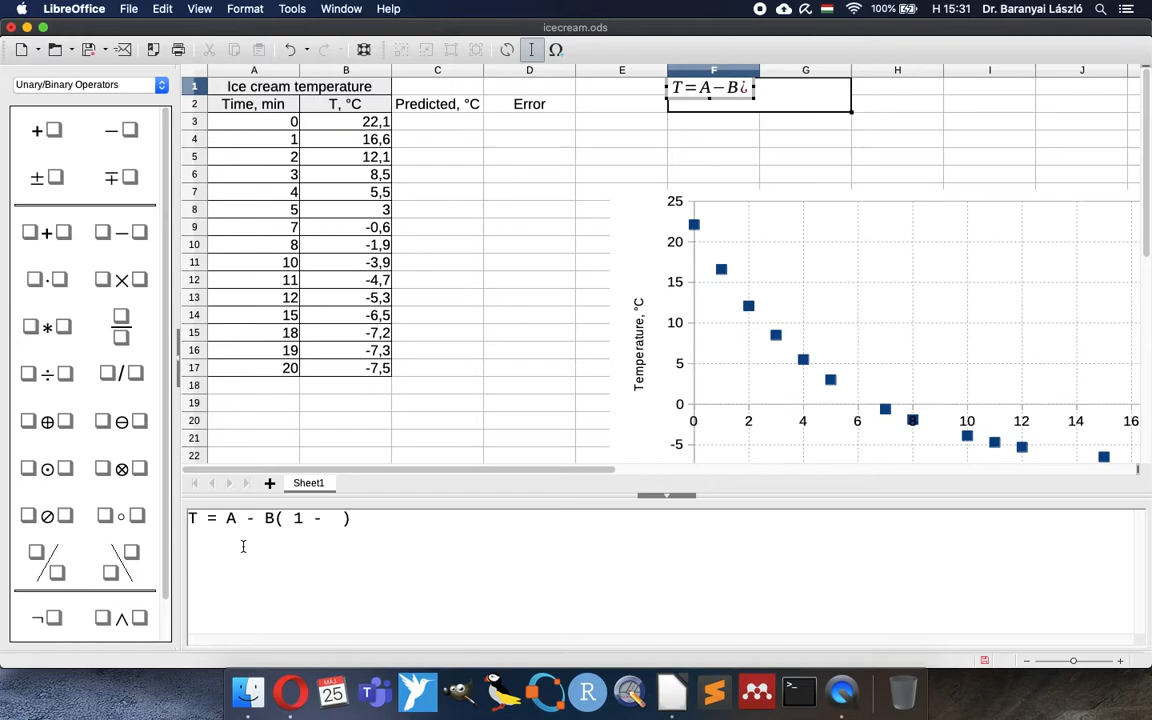 LibreOffice File Edit View Format Tools Window Help 100% H 15:31 Dr. Baranyai László
icecream.ods
Unary/Binary Operators
A B C D E F G H I J
1 Ice cream temperature
2 Time, min T, °C Predicted, °C Error
3 0 22,1
4 1 16,6
5 2 12,1
6 3 8,5
7 4 5,5
8 5 3
9 7 -0,6
10 8 -1,9
11 10 -3,9
12 11 -4,7
13 12 -5,3
14 15 -6,5
15 18 -7,2
16 19 -7,3
17 20 -7,5
18
19
20
21
22
T=A−B¿
25
20
15
10
5
0
-5
0 2 4 6 8 10 12 14 16
Temperature, °C
Sheet1
T = A - B( 1 -  )
MÁJ
25
R